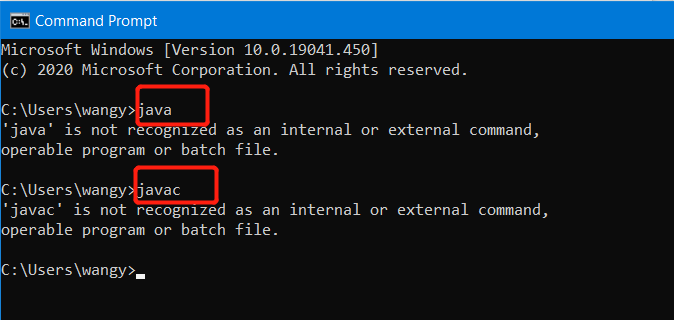 Command Prompt
Microsoft Windows [Version 10.0.19041.450]
(c) 2020 Microsoft Corporation. All rights reserved.
C:\Users\wangy>java
'java' is not recognized as an internal or external command,
operable program or batch file.
C:\Users\wangy>javac
'javac' is not recognized as an internal or external command,
operable program or batch file.
C:\Users\wangy>